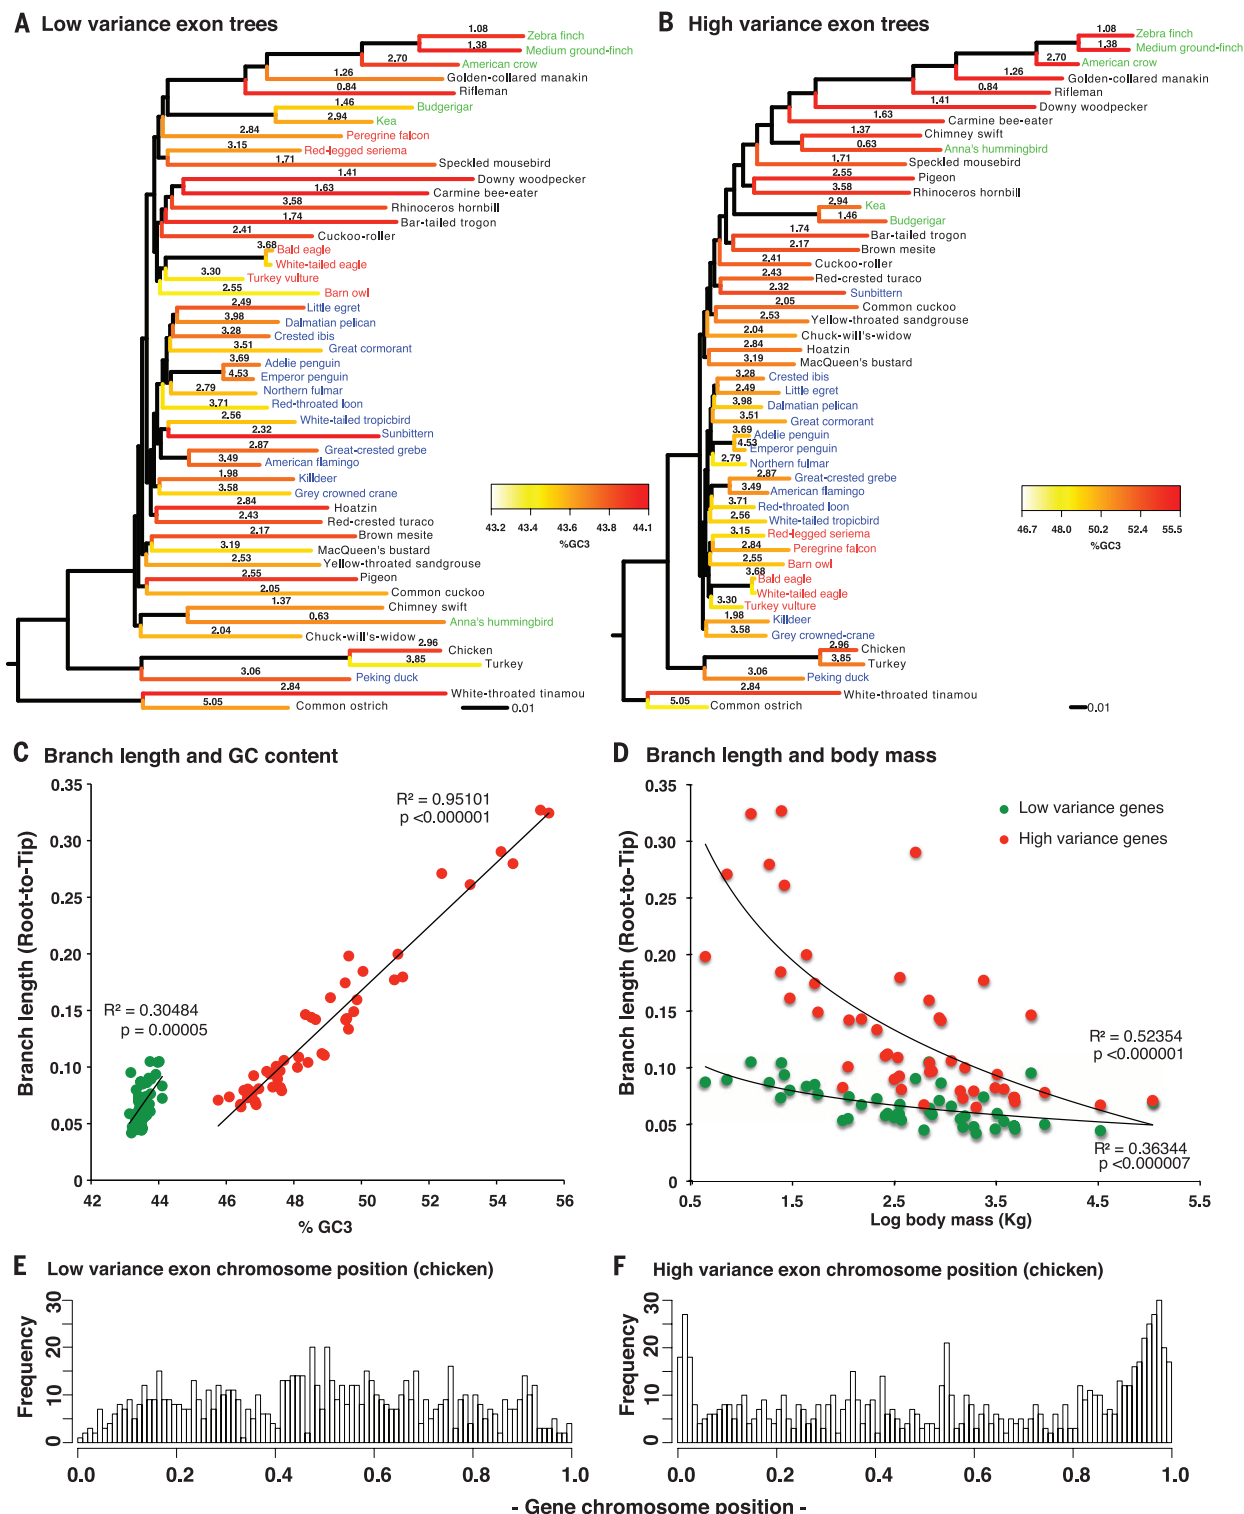 A Low variance exon trees
1.08 Zebra finch
1.38 Medium ground-finch
2.70 American crow
1.26 Golden-collared manakin
0.84 Rifleman
1.46 Budgerigar
2.94 Kea
2.84 Peregrine falcon
3.15 Red-legged seriema
1.71 Speckled mousebird
1.41 Downy woodpecker
1.63 Carmine bee-eater
3.58 Rhinoceros hornbill
1.74 Bar-tailed trogon
2.41 Cuckoo-roller
3.68 Bald eagle
White-tailed eagle
3.30 Turkey vulture
2.55 Barn owl
2.49 Little egret
3.98 Dalmatian pelican
3.28 Crested ibis
3.51 Great cormorant
3.69 Adelie penguin
4.53 Emperor penguin
2.79 Northern fulmar
3.71 Red-throated loon
2.56 White-tailed tropicbird
2.32 Sunbittern
2.87 Great-crested grebe
3.49 American flamingo
1.98 Killdeer
3.58 Grey crowned crane
2.84 Hoatzin
2.43 Red-crested turaco
2.17 Brown mesite
3.19 MacQueen's bustard
2.53 Yellow-throated sandgrouse
2.55 Pigeon
2.05 Common cuckoo
1.37 Chimney swift
0.63 Anna's hummingbird
2.04 Chuck-will's-widow
2.96 Chicken
3.85 Turkey
3.06 Peking duck
2.84 White-throated tinamou
5.05 Common ostrich
0.01
43.2 43.4 43.6 43.8 44.1
%GC3
B High variance exon trees
1.08 Zebra finch
1.38 Medium ground-finch
2.70 American crow
1.26 Golden-collared manakin
0.84 Rifleman
1.41 Downy woodpecker
1.63 Carmine bee-eater
1.37 Chimney swift
0.63 Anna's hummingbird
1.71 Speckled mousebird
2.55 Pigeon
3.58 Rhinoceros hornbill
2.94 Kea
1.46 Budgerigar
1.74 Bar-tailed trogon
2.17 Brown mesite
2.41 Cuckoo-roller
2.43 Red-crested turaco
2.32 Sunbittern
2.05 Common cuckoo
2.53 Yellow-throated sandgrouse
2.04 Chuck-will's-widow
2.84 Hoatzin
3.19 MacQueen's bustard
3.28 Crested ibis
2.49 Little egret
3.98 Dalmatian pelican
3.51 Great cormorant
3.69 Adelie penguin
4.53 Emperor penguin
2.79 Northern fulmar
2.87 Great-crested grebe
3.49 American flamingo
3.71 Red-throated loon
2.56 White-tailed tropicbird
3.15 Red-legged seriema
2.84 Peregrine falcon
2.55 Barn owl
3.68 Bald eagle
White-tailed eagle
3.30 Turkey vulture
1.98 Killdeer
3.58 Grey crowned-crane
2.96 Chicken
3.85 Turkey
3.06 Peking duck
2.84 White-throated tinamou
5.05 Common ostrich
0.01
46.7 48.0 50.2 52.4 55.5
%GC3
C Branch length and GC content
Branch length (Root-to-Tip)
0.35
0.30
0.25
0.20
0.15
0.10
0.05
0
R² = 0.95101
p <0.000001
R² = 0.30484
p = 0.00005
42 44 46 48 50 52 54 56
% GC3
D Branch length and body mass
Branch length (Root-to-Tip)
0.35
0.30
0.25
0.20
0.15
0.10
0.05
0
Low variance genes
High variance genes
R² = 0.52354
p <0.000001
R² = 0.36344
p <0.000007
0.5 1.5 2.5 3.5 4.5 5.5
Log body mass (Kg)
E Low variance exon chromosome position (chicken)
Frequency
30
20
10
0
0.0 0.2 0.4 0.6 0.8 1.0
F High variance exon chromosome position (chicken)
Frequency
30
20
10
0
0.0 0.2 0.4 0.6 0.8 1.0
- Gene chromosome position -